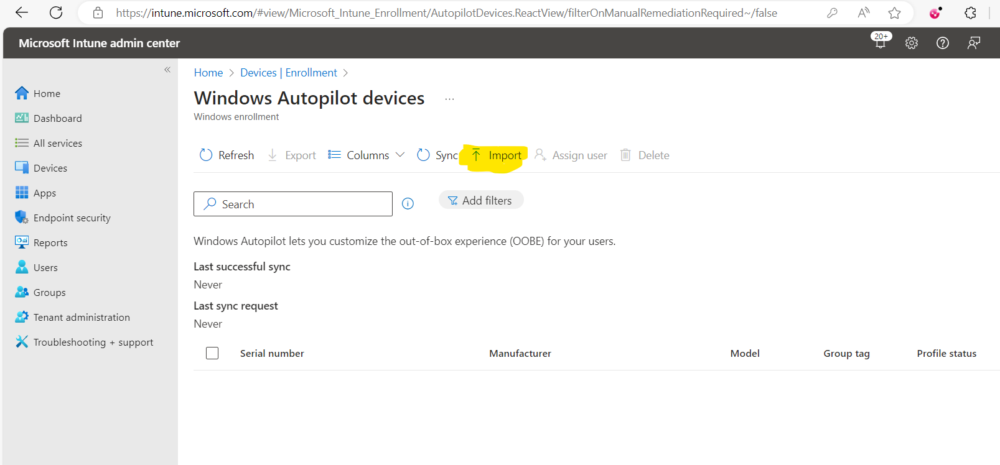 https://intune.microsoft.com/#view/Microsoft_Intune_Enrollment/AutopilotDevices.ReactView/filterOnManualRemediationRequired~/false
Microsoft Intune admin center
20+
«
Home
Dashboard
All services
Devices
Apps
Endpoint security
Reports
Users
Groups
Tenant administration
Troubleshooting + support
Home > Devices | Enrollment >
Windows Autopilot devices ...
Windows enrollment
Refresh Export Columns Sync Import Assign user Delete
Search
Add filters
Windows Autopilot lets you customize the out-of-box experience (OOBE) for your users.
Last successful sync
Never
Last sync request
Never
Serial number Manufacturer Model Group tag Profile status